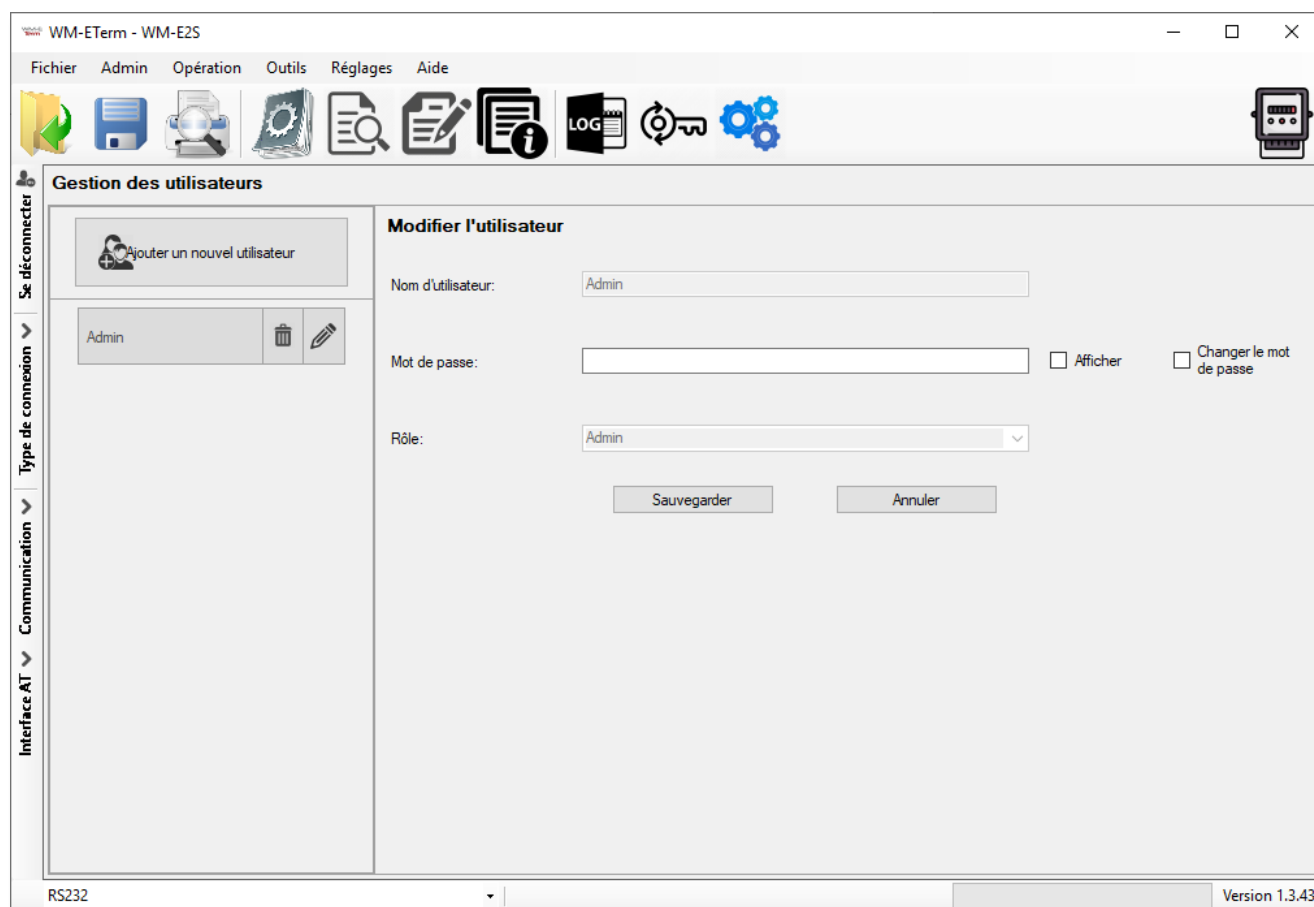 WM-ETerm - WM-E2S
Fichier Admin Opération Outils Réglages Aide
LOG
Se déconnecter
Type de connexion
Communication
Interface AT
Gestion des utilisateurs
Ajouter un nouvel utilisateur
Admin
Modifier l'utilisateur
Nom d'utilisateur: Admin
Mot de passe: Afficher Changer le mot
de passe
Rôle: Admin
Sauvegarder Annuler
RS232 Version 1.3.43